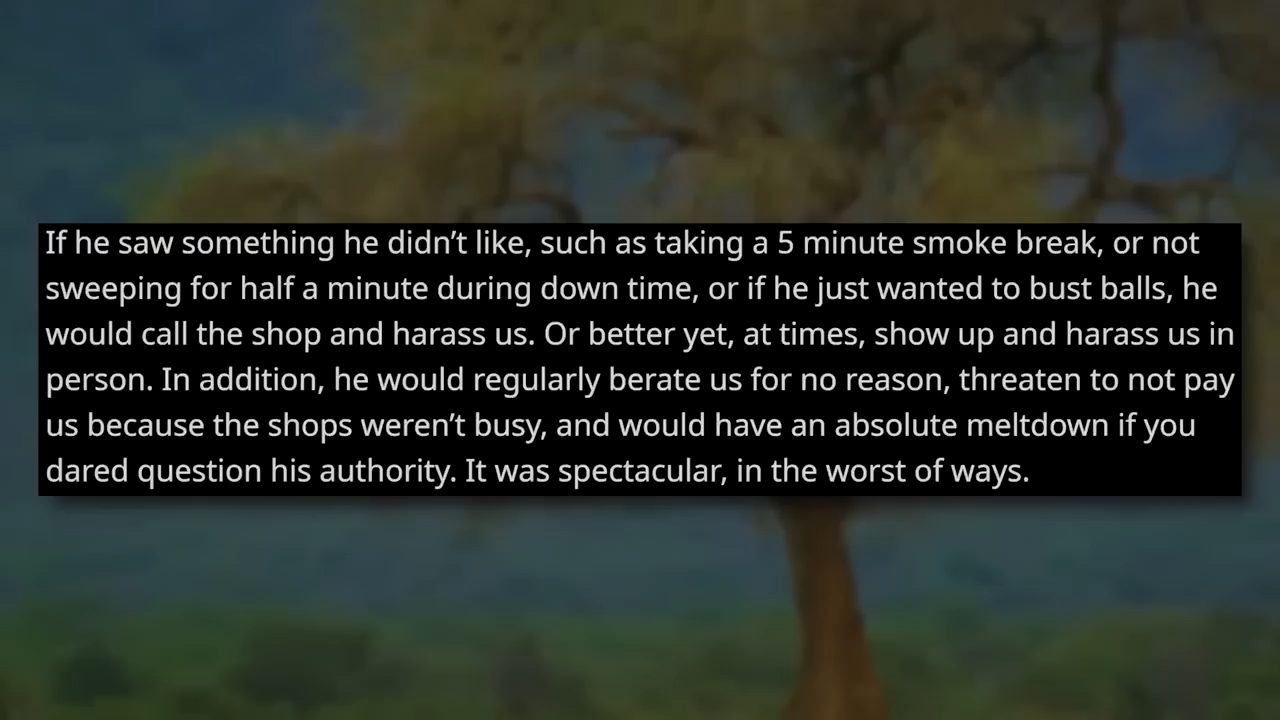 If he saw something he didn’t like, such as taking a 5 minute smoke break, or not
sweeping for half a minute during down time, or if he just wanted to bust balls, he
would call the shop and harass us. Or better yet, at times, show up and harass us in
person. In addition, he would regularly berate us for no reason, threaten to not pay
us because the shops weren’t busy, and would have an absolute meltdown if you
dared question his authority. It was spectacular, in the worst of ways.